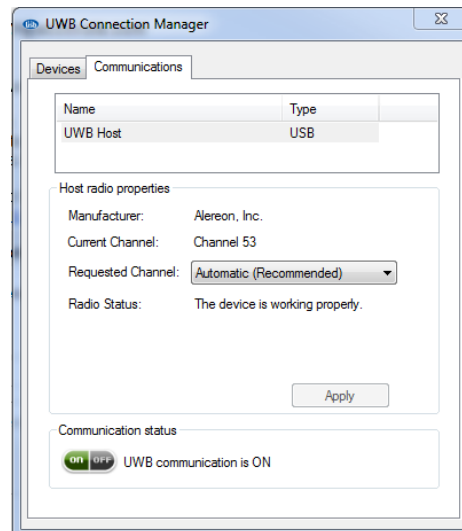 UWB Connection Manager
Devices Communications
Name Type
UWB Host USB
Host radio properties
Manufacturer: Alereon, Inc.
Current Channel: Channel 53
Requested Channel: Automatic (Recommended)
Radio Status: The device is working properly.
Apply
Communication status
ON OFF UWB communication is ON